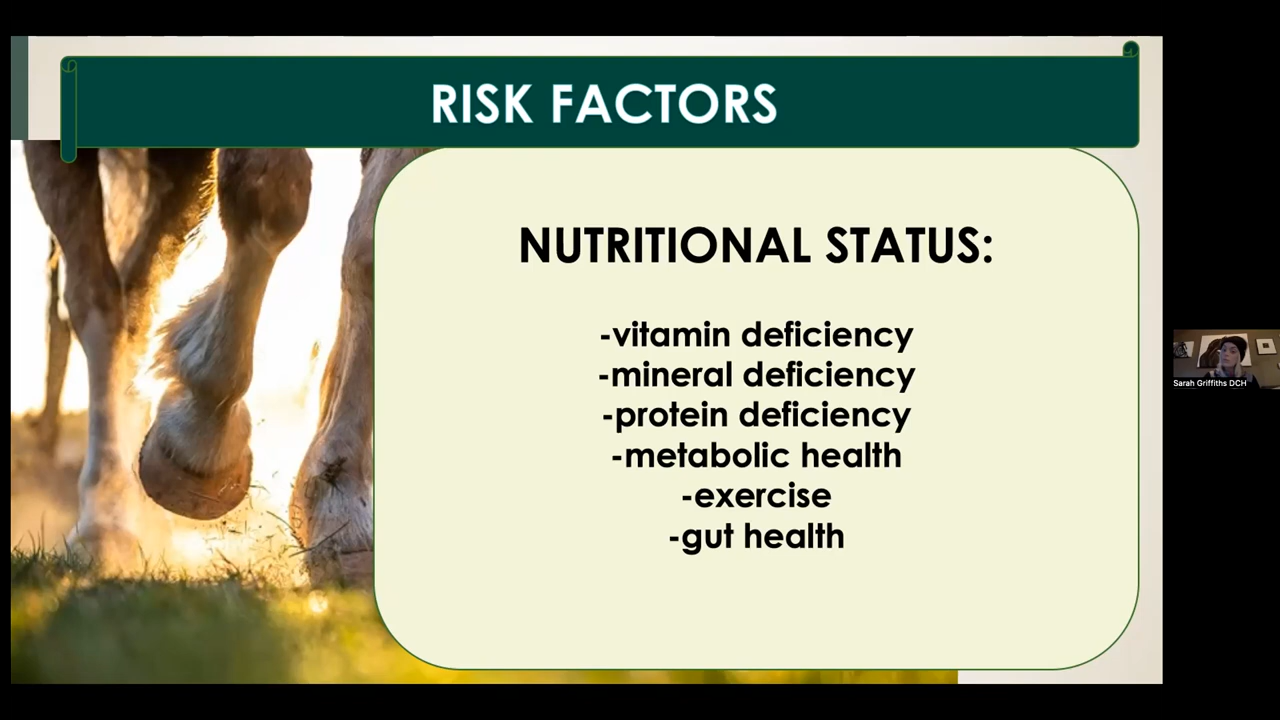 RISK FACTORS
NUTRITIONAL STATUS:
-vitamin deficiency
-mineral deficiency
-protein deficiency
-metabolic health
-exercise
-gut health
Sarah Griffiths DCH